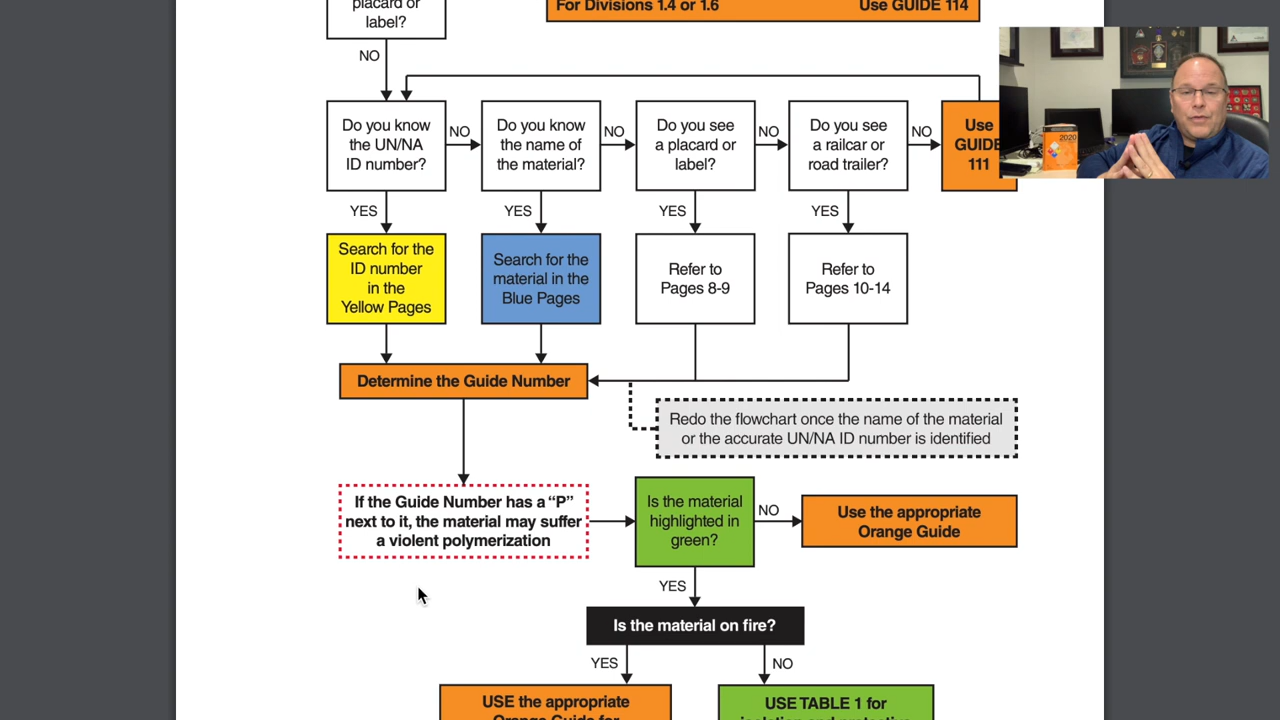 placard or
label?
For Divisions 1.4 or 1.6
Use GUIDE 114
NO
Do you know
the UN/NA
ID number?
NO
Do you know
the name of
the material?
NO
Do you see
a placard or
label?
NO
Do you see
a railcar or
road trailer?
NO
Use
GUIDE
111
2020
YES
YES
YES
YES
Search for the
ID number
in the
Yellow Pages
Search for the
material in the
Blue Pages
Refer to
Pages 8-9
Refer to
Pages 10-14
Determine the Guide Number
Redo the flowchart once the name of the material
or the accurate UN/NA ID number is identified
If the Guide Number has a “P”
next to it, the material may suffer
a violent polymerization
Is the material
highlighted in
green?
NO
Use the appropriate
Orange Guide
YES
Is the material on fire?
YES
NO
USE the appropriate
Orange Guide for
USE TABLE 1 for
isolation and protective